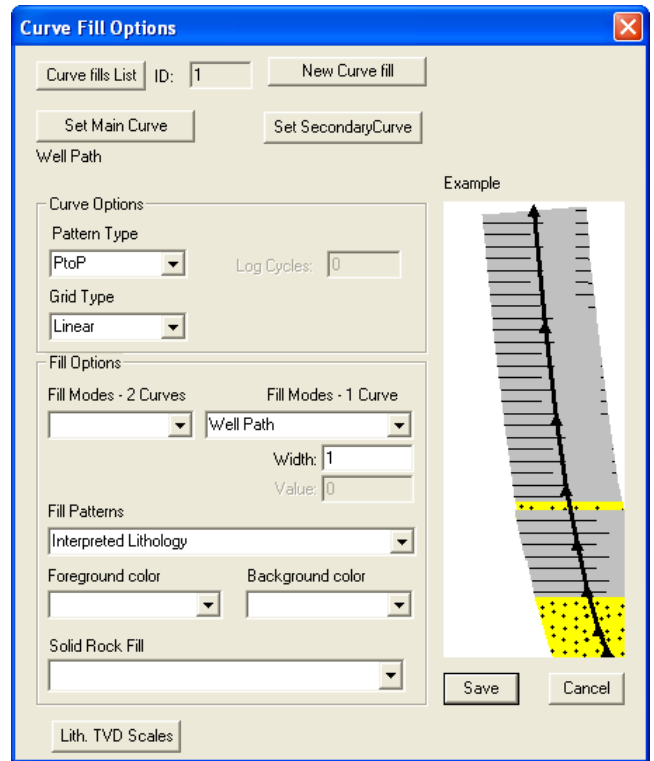 Curve Fill Options
Curve fills List ID: 1 New Curve fill
Set Main Curve Set SecondaryCurve
Well Path
Example
Curve Options
Pattern Type
PtoP Log Cycles: 0
Grid Type
Linear
Fill Options
Fill Modes - 2 Curves Fill Modes - 1 Curve
Well Path
Width: 1
Value: 0
Fill Patterns
Interpreted Lithology
Foreground color Background color
Solid Rock Fill
Save Cancel
Lith. TVD Scales